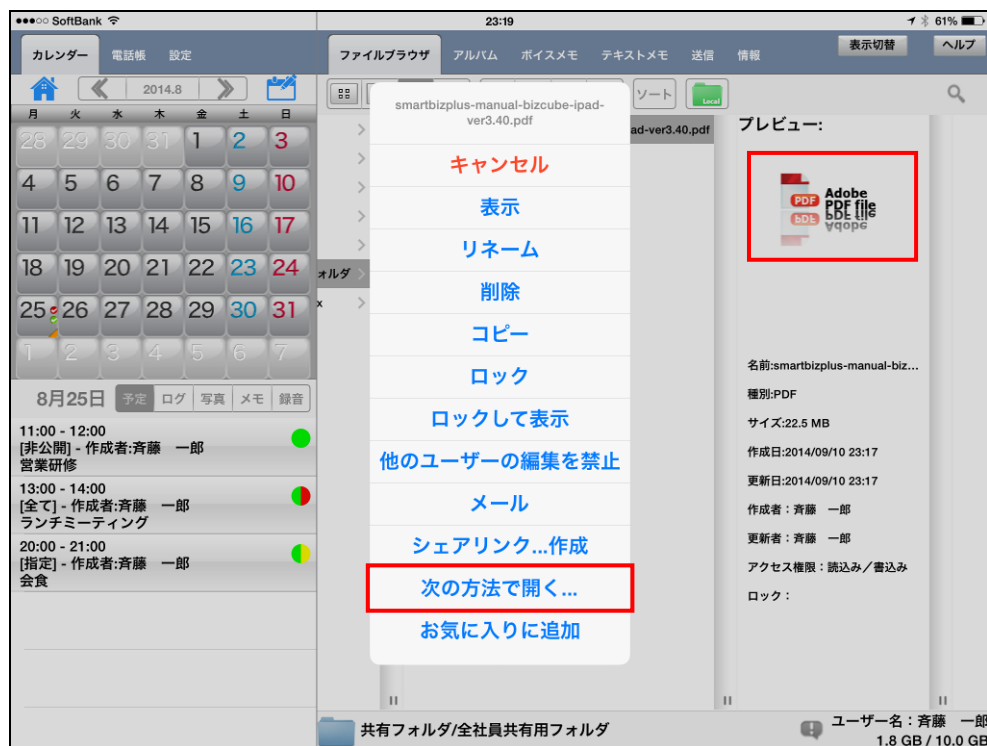 SoftBank
23:19
61%
カレンダー
電話帳
設定
ファイルブラウザ
アルバム
ボイスメモ
テキストメモ
送信
情報
表示切替
ヘルプ
2014.8
ソート
Local
月 火 水 木 金 土 日
28 29 30 31 1 2 3
4 5 6 7 8 9 10
11 12 13 14 15 16 17
18 19 20 21 22 23 24
25 26 27 28 29 30 31
1 2 3 4 5 6 7
8月25日
予定
ログ
写真
メモ
録音
11:00 - 12:00
[非公開] - 作成者:斉藤 一郎
営業研修
13:00 - 14:00
[全て] - 作成者:斉藤 一郎
ランチミーティング
20:00 - 21:00
[指定] - 作成者:斉藤 一郎
会食
ォルダ
x
smartbizplus-manual-bizcube-ipad-
ver3.40.pdf
キャンセル
表示
リネーム
削除
コピー
ロック
ロックして表示
他のユーザーの編集を禁止
メール
シェアリンク...作成
次の方法で開く...
お気に入りに追加
ad-ver3.40.pdf
プレビュー:
PDF
Adobe
PDF file
名前:smartbizplus-manual-biz...
種別:PDF
サイズ:22.5 MB
作成日:2014/09/10 23:17
更新日:2014/09/10 23:17
作成者：斉藤 一郎
更新者：斉藤 一郎
アクセス権限：読込み／書込み
ロック：
共有フォルダ/全社員共有用フォルダ
ユーザー名：斉藤 一郎
1.8 GB / 10.0 GB